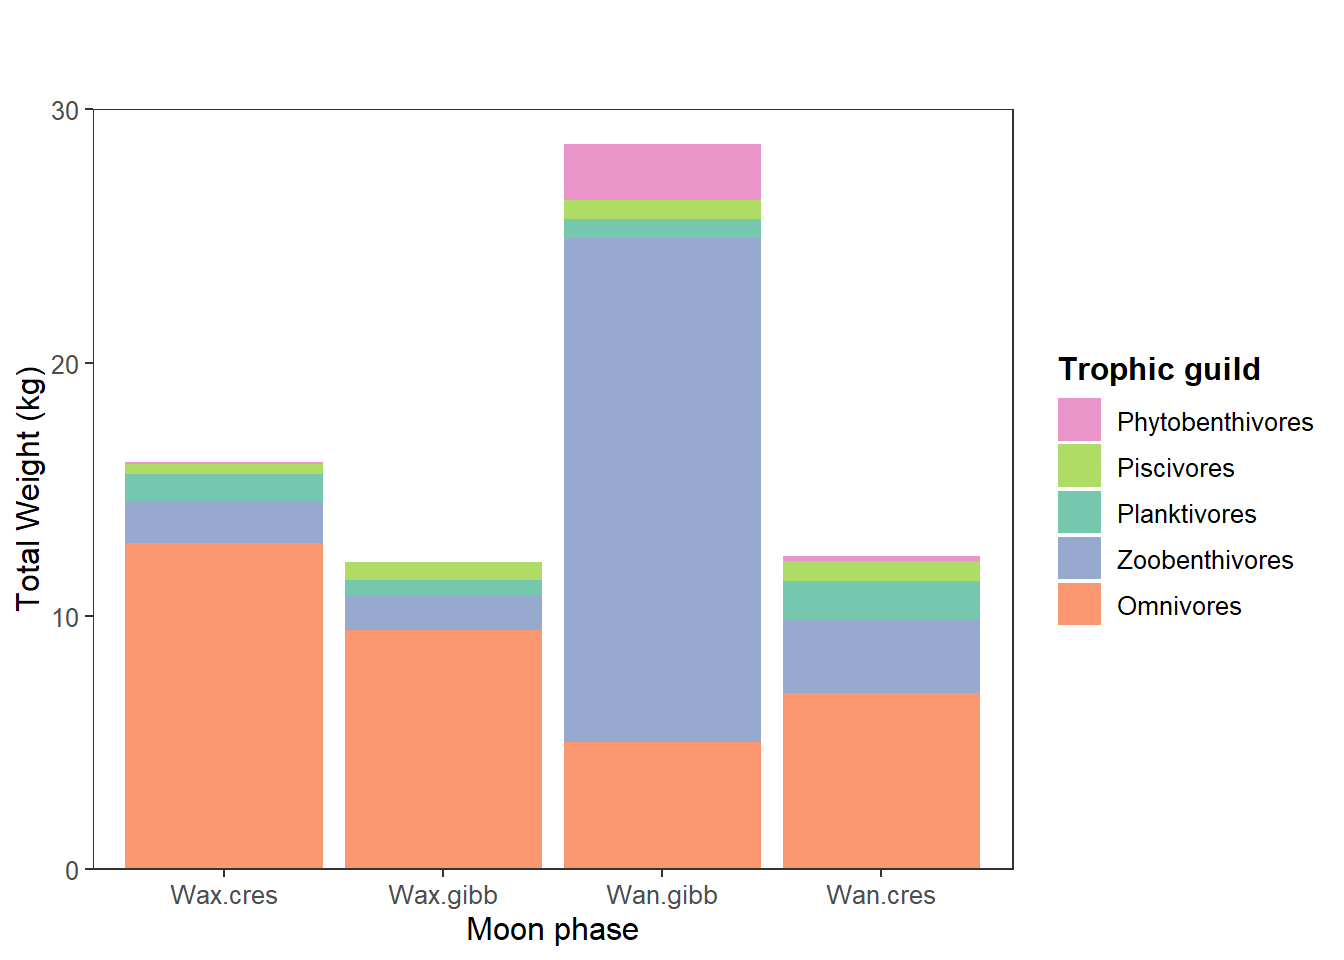 30
20
10
0
Total Weight (kg)
Wax.cres
Wax.gibb
Wan.gibb
Wan.cres
Moon phase
Trophic guild
Phytobenthivores
Piscivores
Planktivores
Zoobenthivores
Omnivores